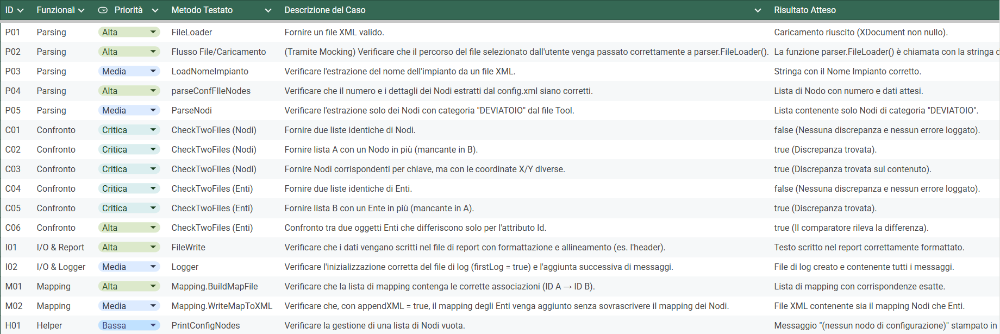 ID Funzionali Priorità Metodo Testato Descrizione del Caso Risultato Atteso
P01 Parsing Alta FileLoader Fornire un file XML valido. Caricamento riuscito (XDocument non nullo).
P02 Parsing Alta Flusso File/Caricamento (Tramite Mocking) Verificare che il percorso del file selezionato dall'utente venga passato correttamente a parser.FileLoader(). La funzione parser.FileLoader() è chiamata con la stringa
P03 Parsing Media LoadNomeImpianto Verificare l'estrazione del nome dell'impianto da un file XML. Stringa con il Nome Impianto corretto.
P04 Parsing Alta parseConfFIleNodes Verificare che il numero e i dettagli dei Nodi estratti dal config.xml siano corretti. Lista di Nodo con numero e dati attesi.
P05 Parsing Media ParseNodi Verificare l'estrazione solo dei Nodi con categoria "DEVIATOIO" dal file Tool. Lista contenente solo Nodi di categoria "DEVIATOIO".
C01 Confronto Critica CheckTwoFiles (Nodi) Fornire due liste identiche di Nodi. false (Nessuna discrepanza e nessun errore loggato).
C02 Confronto Critica CheckTwoFiles (Nodi) Fornire lista A con un Nodo in più (mancante in B). true (Discrepanza trovata).
C03 Confronto Critica CheckTwoFiles (Nodi) Fornire Nodi corrispondenti per chiave, ma con le coordinate X/Y diverse. true (Discrepanza trovata sul contenuto).
C04 Confronto Critica CheckTwoFiles (Enti) Fornire due liste identiche di Enti. false (Nessuna discrepanza e nessun errore loggato).
C05 Confronto Critica CheckTwoFiles (Enti) Fornire lista B con un Ente in più (mancante in A). true (Discrepanza trovata).
C06 Confronto Alta CheckTwoFiles (Enti) Confronto tra due oggetti Enti che differiscono solo per l'attributo Id. true (Il comparatore rileva la differenza).
I01 I/O & Report Alta FileWrite Verificare che i dati vengano scritti nel file di report con formattazione e allineamento (es. l'header). Testo scritto nel report correttamente formattato.
I02 I/O & Logger Media Logger Verificare l'inizializzazione corretta del file di log (firstLog = true) e l'aggiunta successiva di messaggi. File di log creato e contenente tutti i messaggi.
M01 Mapping Alta Mapping.BuildMapFile Verificare che la lista di mapping contenga le corrette associazioni (ID A → ID B). Lista di mapping con corrispondenze esatte.
M02 Mapping Media Mapping.WriteMapToXML Verificare che, con appendXML = true, il mapping degli Enti venga aggiunto senza sovrascrivere il mapping dei Nodi. File XML contenente sia il mapping Nodi che Enti.
H01 Helper Bassa PrintConfigNodes Verificare la gestione di una lista di Nodi vuota. Messaggio "(nessun nodo di configurazione)" stampato in